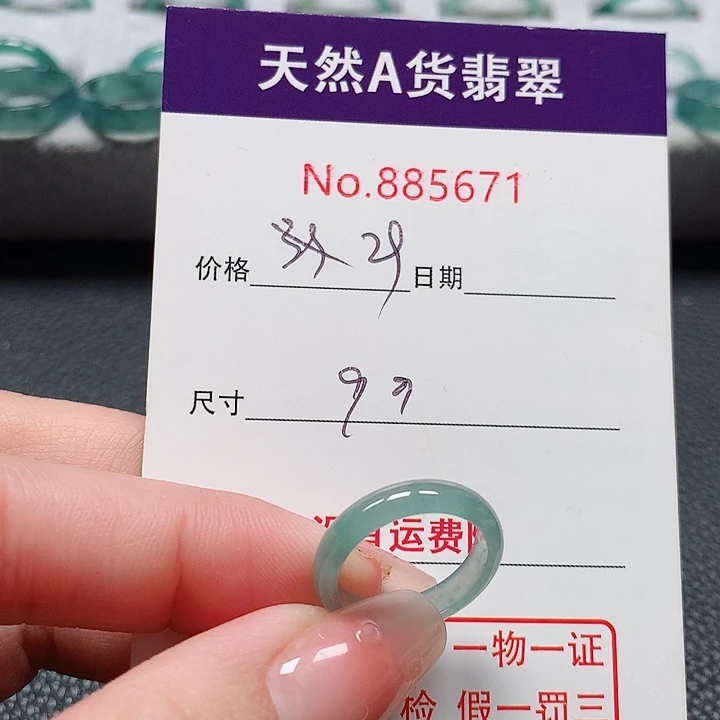 天然A货翡翠
No.885671
价格 日期
尺寸
运费
一物一证
检 假一罚三